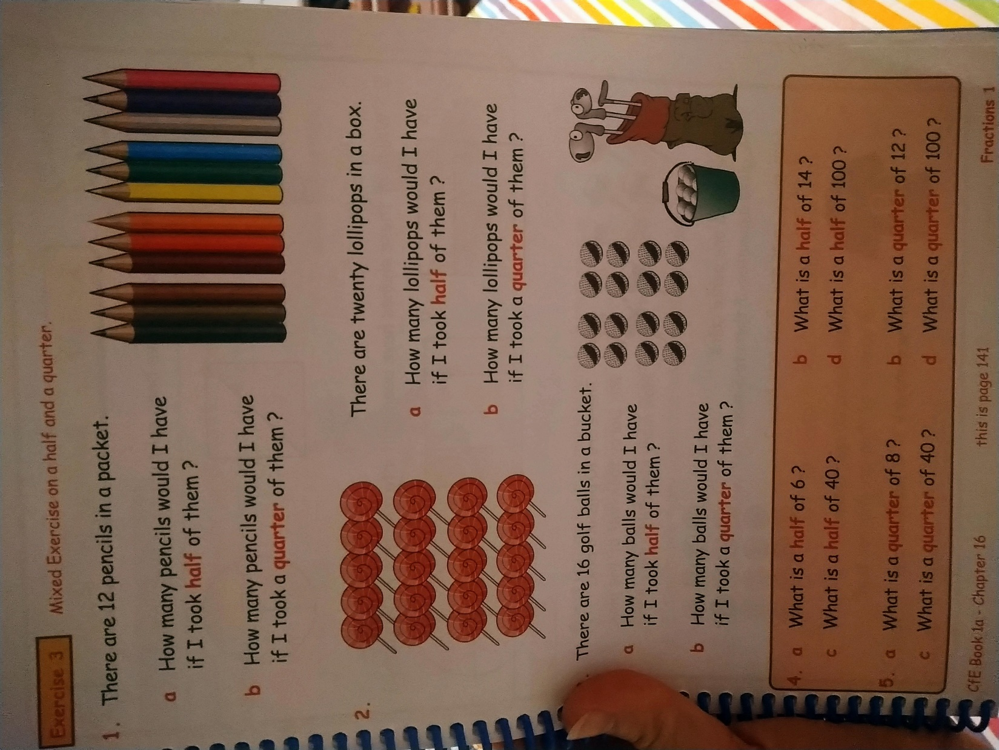 Exercise 3
Mixed Exercise on a half and a quarter.
1. There are 12 pencils in a packet.
a How many pencils would I have
if I took half of them ?
b How many pencils would I have
if I took a quarter of them ?
2. There are twenty lollipops in a box.
a How many lollipops would I have
if I took half of them ?
b How many lollipops would I have
if I took a quarter of them ?
There are 16 golf balls in a bucket.
a How many balls would I have
if I took half of them ?
b How many balls would I have
if I took a quarter of them ?
4. a What is a half of 6 ? b What is a half of 14 ?
c What is a half of 40 ? d What is a half of 100 ?
5. a What is a quarter of 8 ? b What is a quarter of 12 ?
c What is a quarter of 40 ? d What is a quarter of 100 ?
CfE Book 1a - Chapter 16 this is page 141 Fractions 1